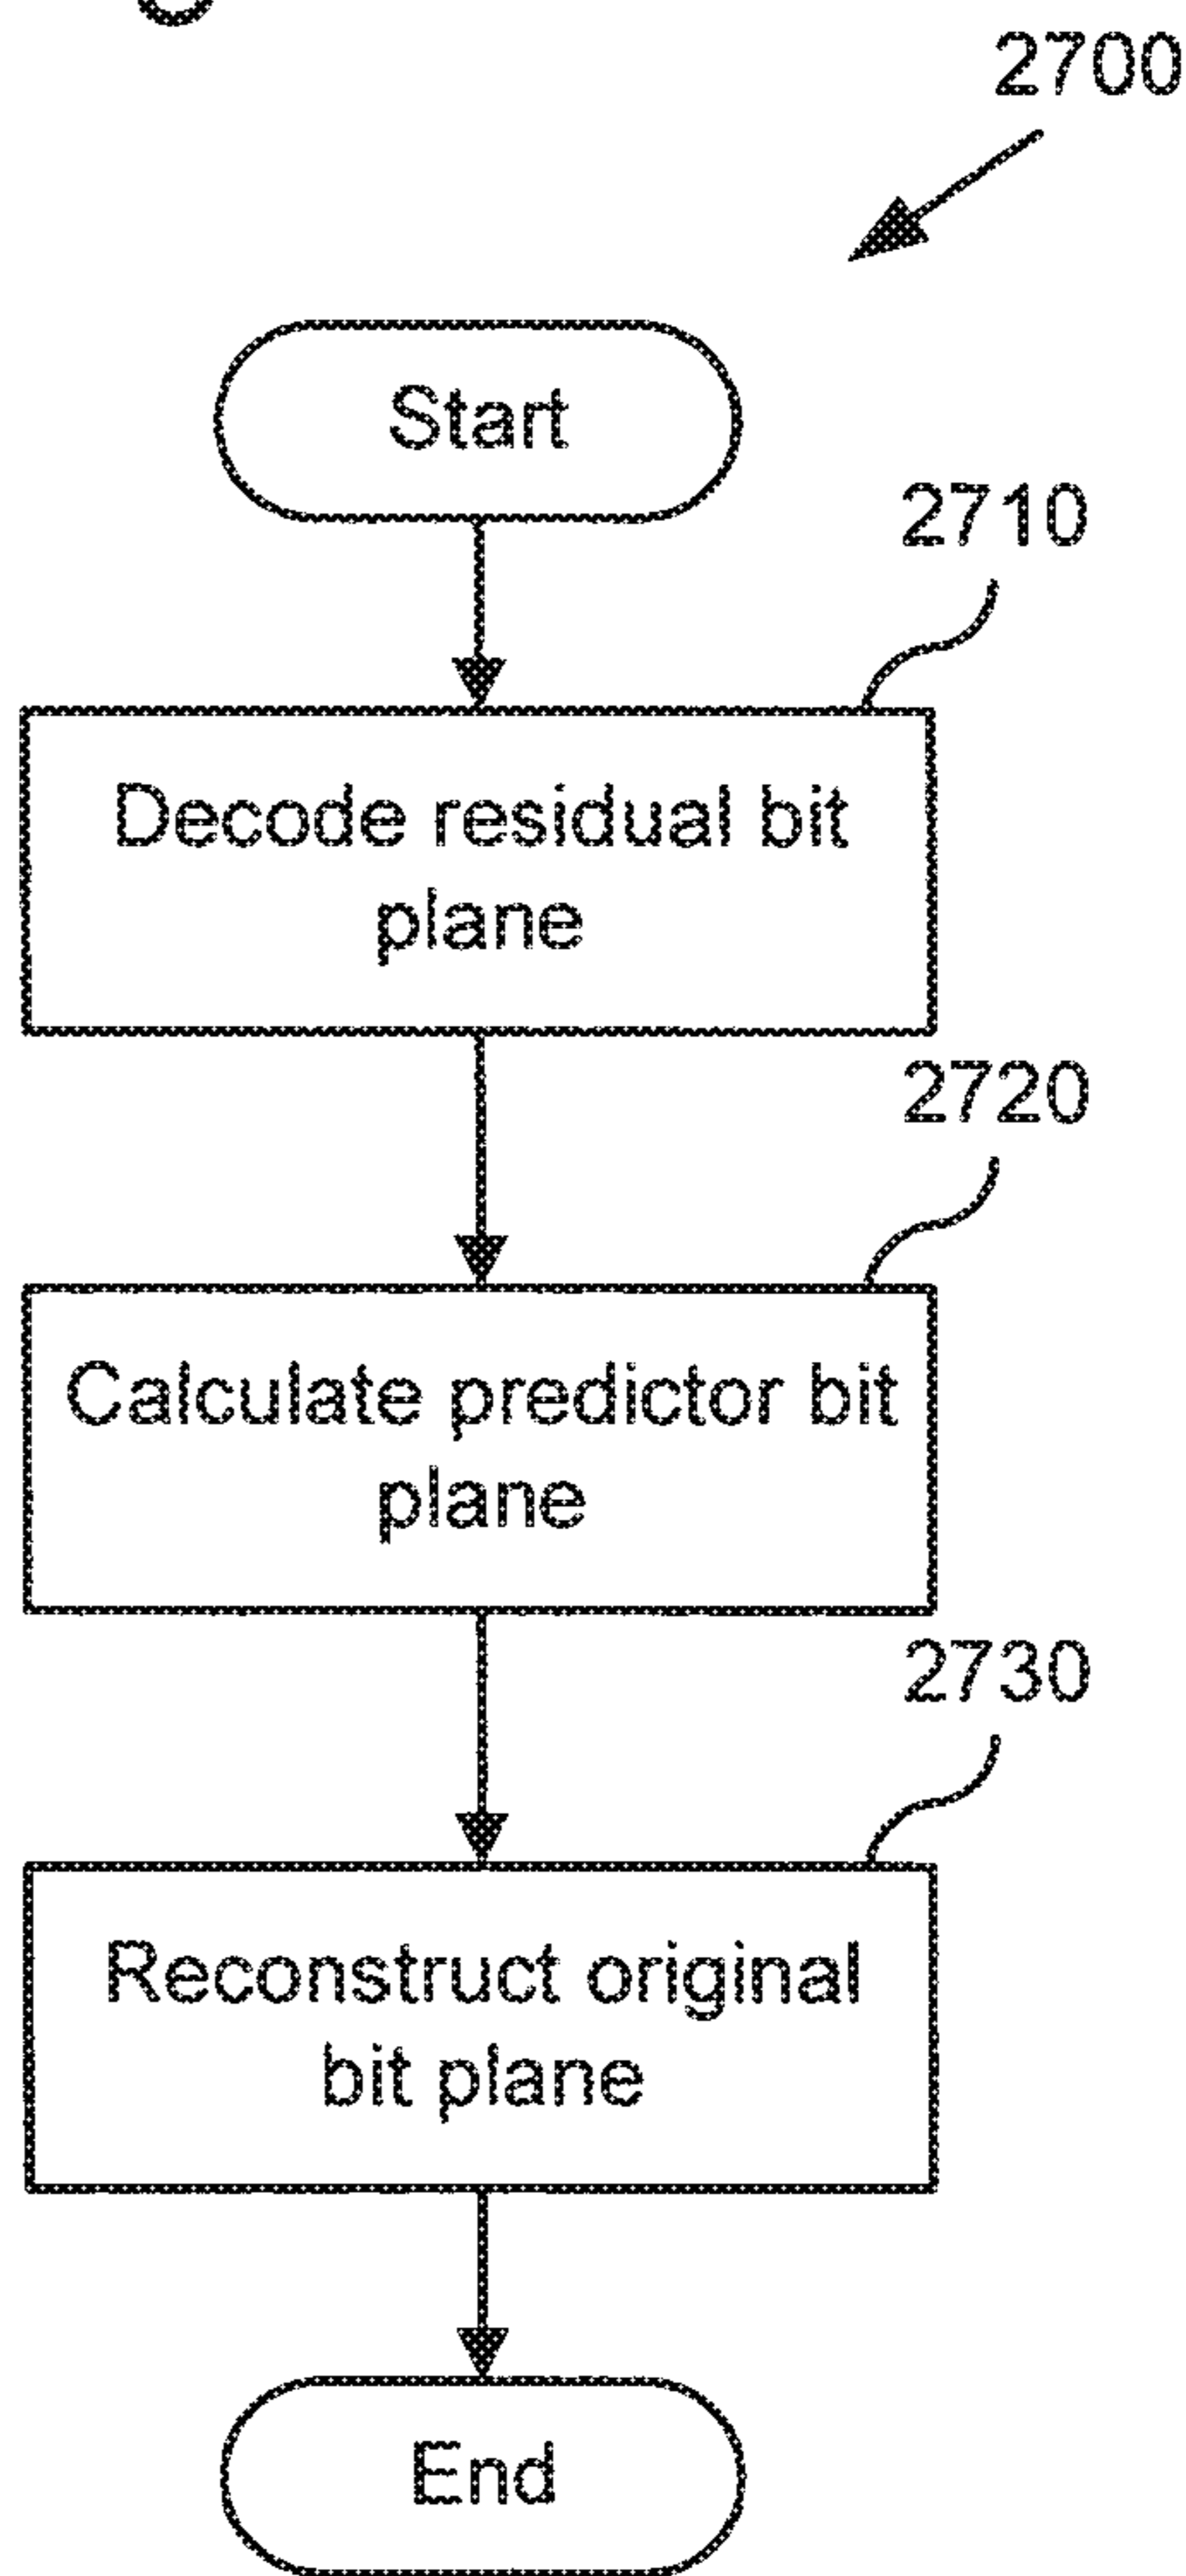 2700
Start
2710
Decode residual bit
plane
2720
Calculate predictor bit
plane
2730
Reconstruct original
bit plane
End